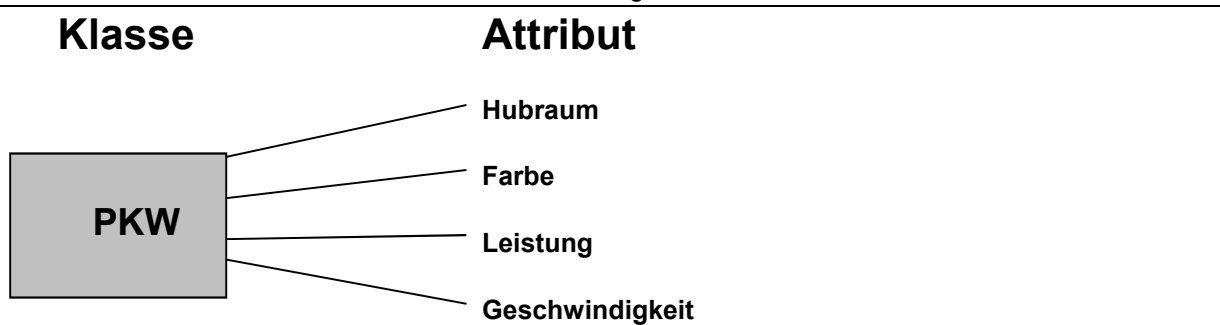 Klasse Attribut
Hubraum
Farbe
PKW
Leistung
Geschwindigkeit